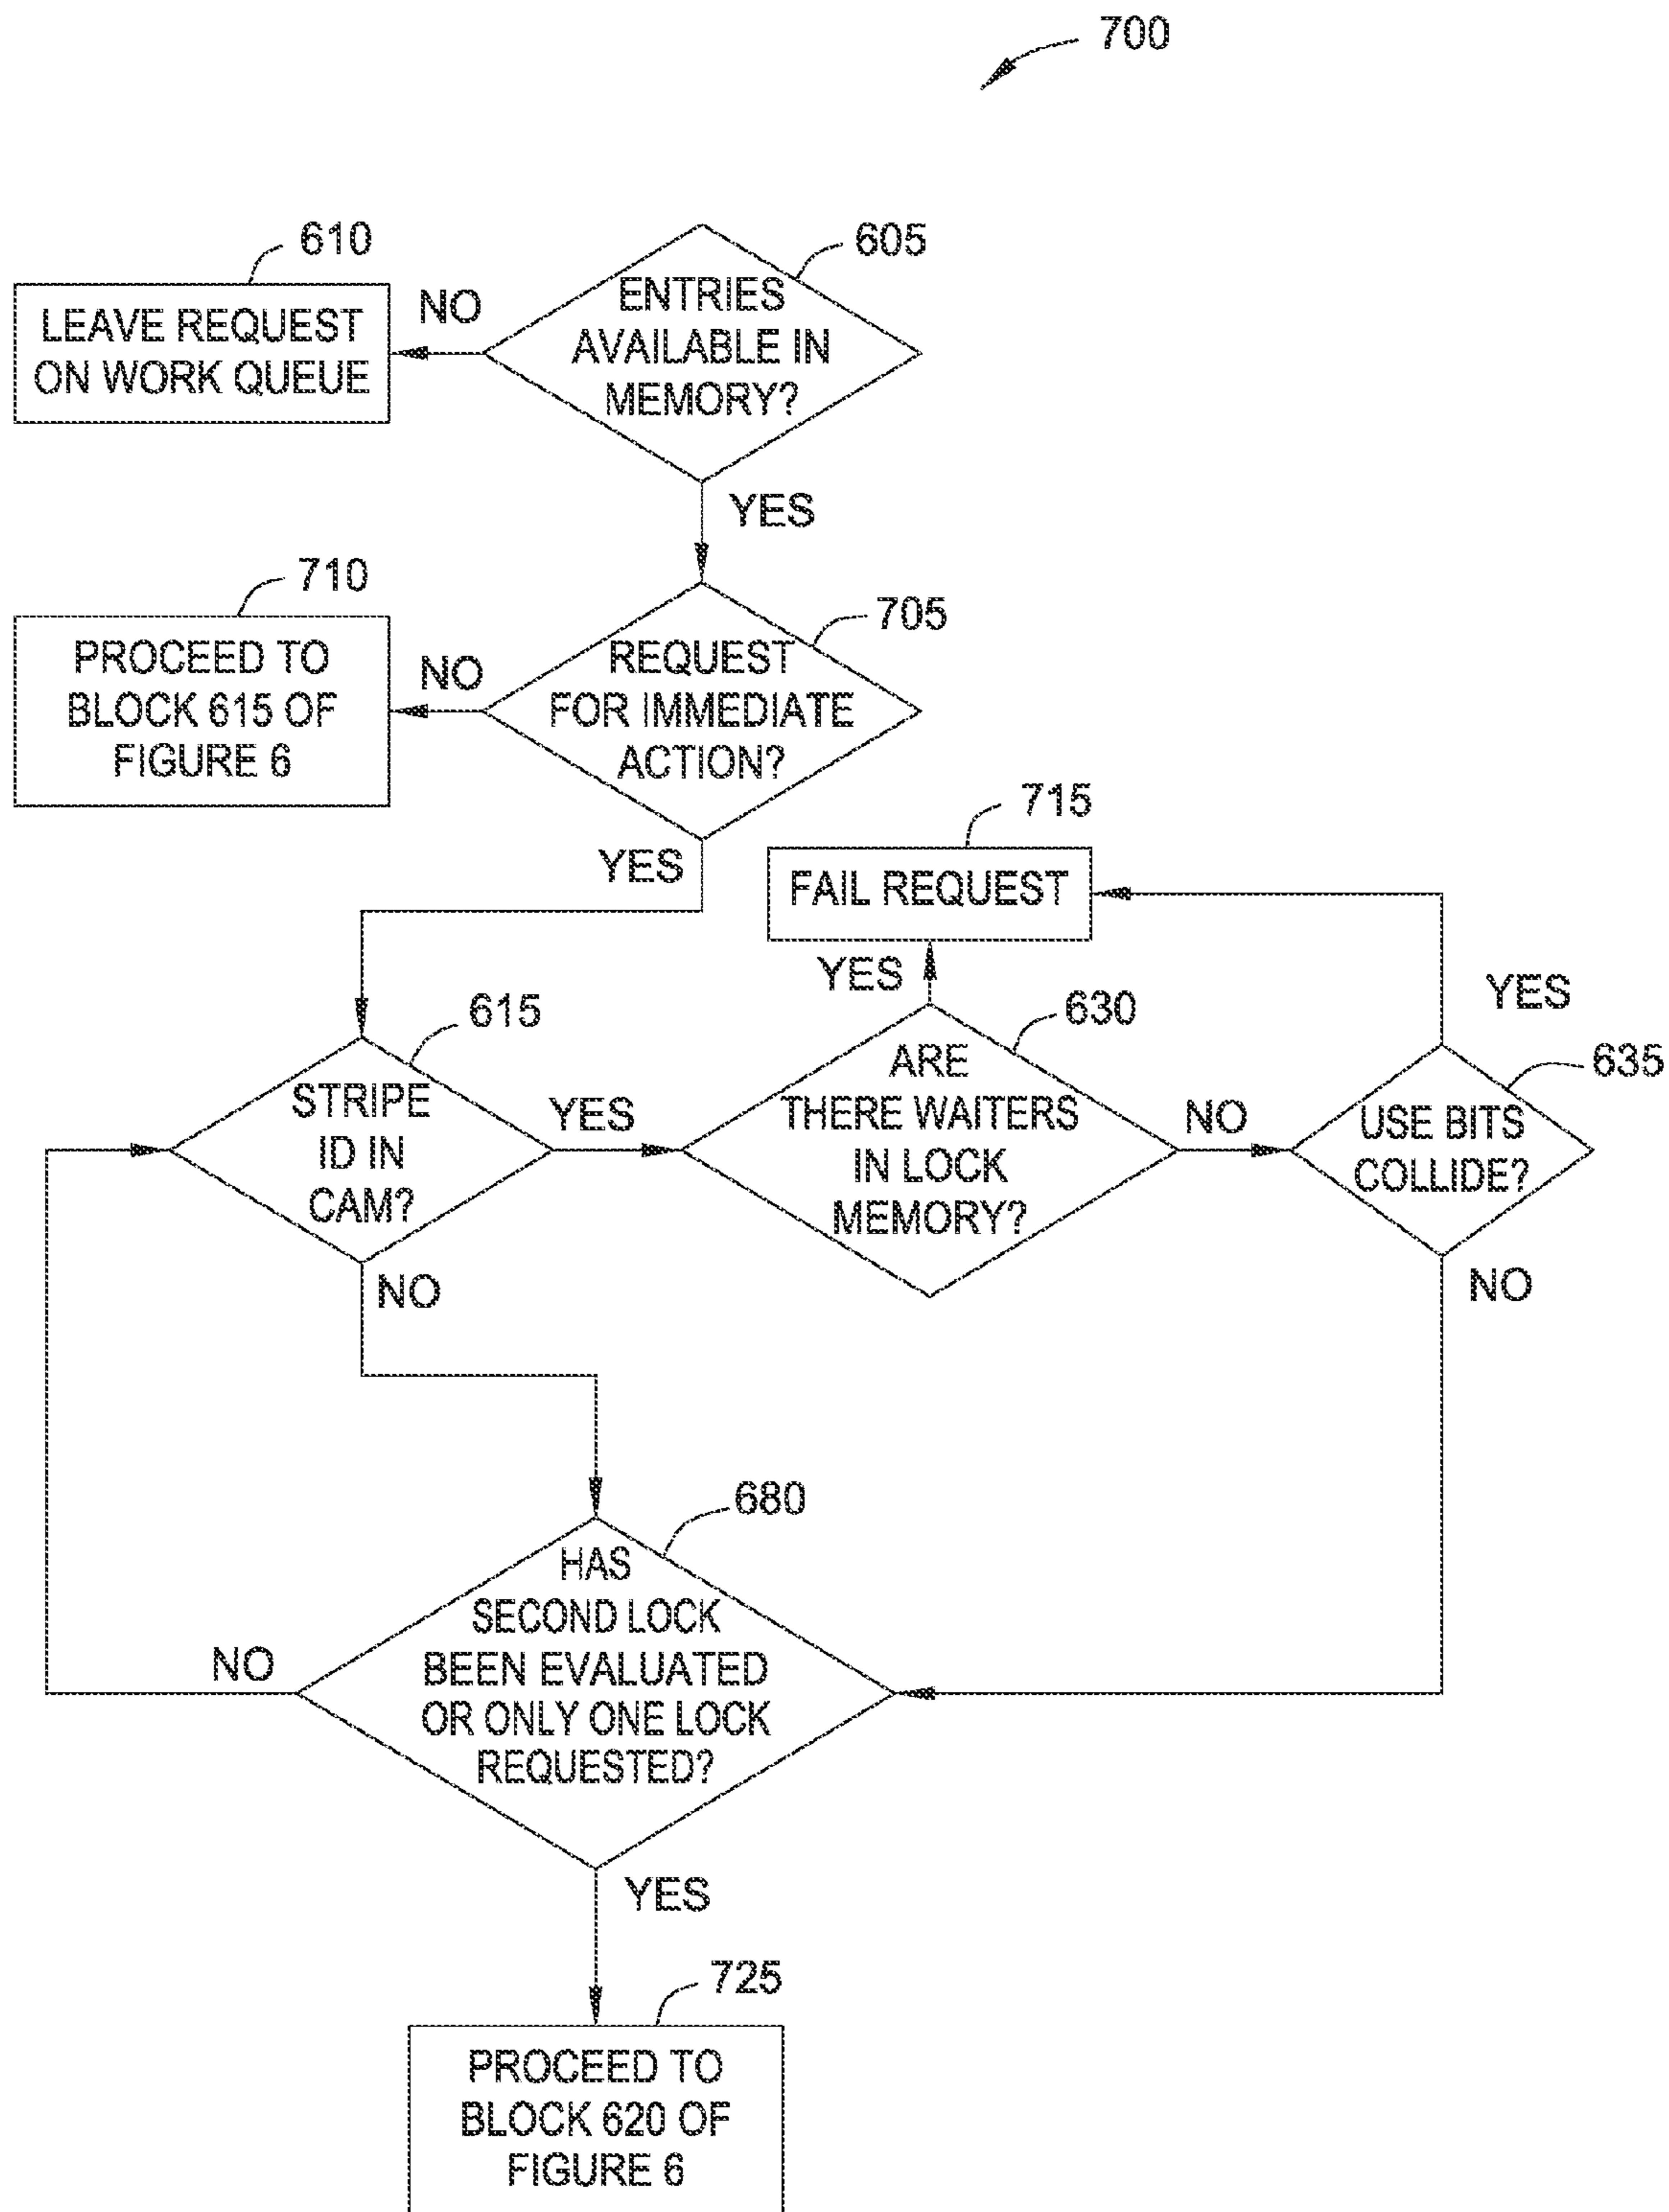 700
610
605
LEAVE REQUEST
ON WORK QUEUE
NO
ENTRIES
AVAILABLE IN
MEMORY?
YES
710
705
PROCEED TO
BLOCK 615 OF
FIGURE 6
NO
REQUEST
FOR IMMEDIATE
ACTION?
YES
715
FAIL REQUEST
YES
YES
615
630
635
STRIPE
ID IN
CAM?
YES
ARE
THERE WAITERS
IN LOCK
MEMORY?
NO
USE BITS
COLLIDE?
NO
NO
680
HAS
SECOND LOCK
BEEN EVALUATED
OR ONLY ONE LOCK
REQUESTED?
NO
YES
725
PROCEED TO
BLOCK 620 OF
FIGURE 6